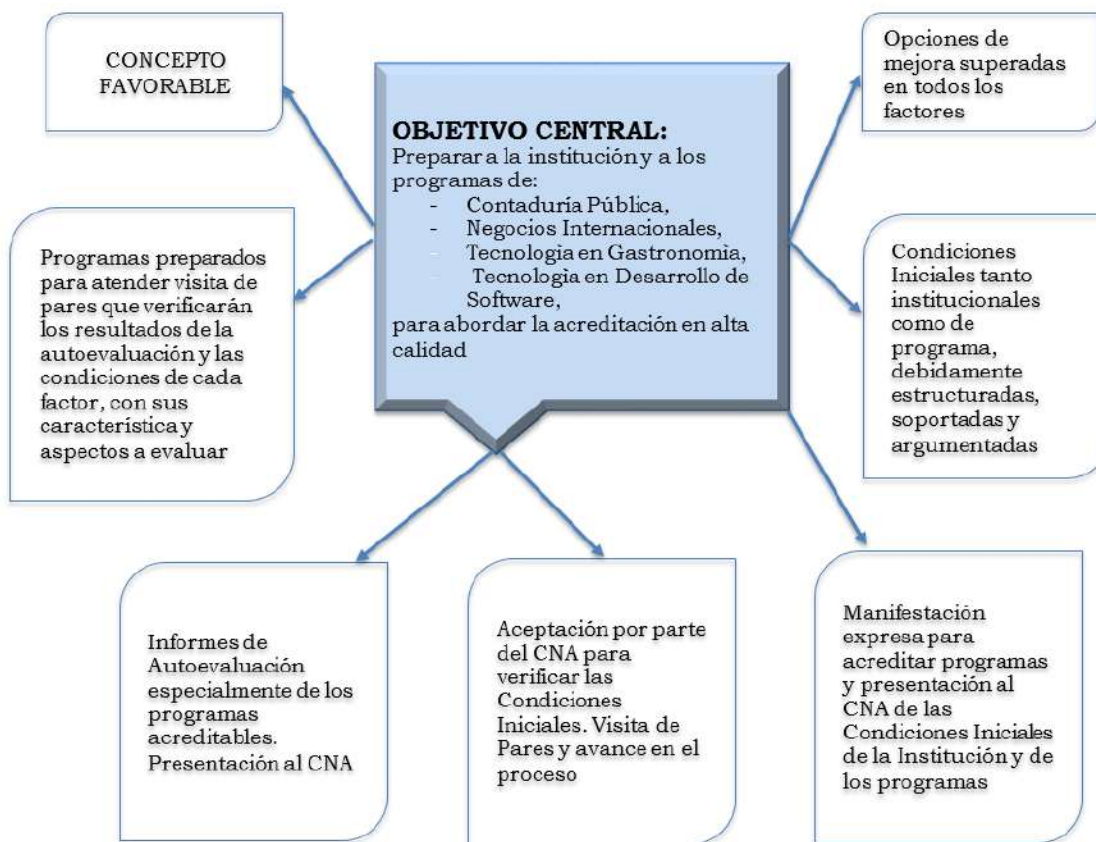 CONCEPTO
FAVORABLE
OBJETIVO CENTRAL:
Preparar a la institución y a los
programas de:
- Contaduría Pública,
- Negocios Internacionales,
- Tecnología en Gastronomía,
- Tecnología en Desarrollo de
Software,
para abordar la acreditación en alta
calidad
Opciones de
mejora superadas
en todos los
factores
Programas preparados
para atender visita de
pares que verificarán
los resultados de la
autoevaluación y las
condiciones de cada
factor, con sus
característica y
aspectos a evaluar
Condiciones
Iniciales tanto
institucionales
como de
programa,
debidamente
estructuradas,
soportadas y
argumentadas
Informes de
Autoevaluación
especialmente de los
programas
acreditables.
Presentación al CNA
Aceptación por parte
del CNA para
verificar las
Condiciones
Iniciales. Visita de
Pares y avance en el
proceso
Manifestación
expresa para
acreditar programas
y presentación al
CNA de las
Condiciones Iniciales
de la Institución y de
los programas